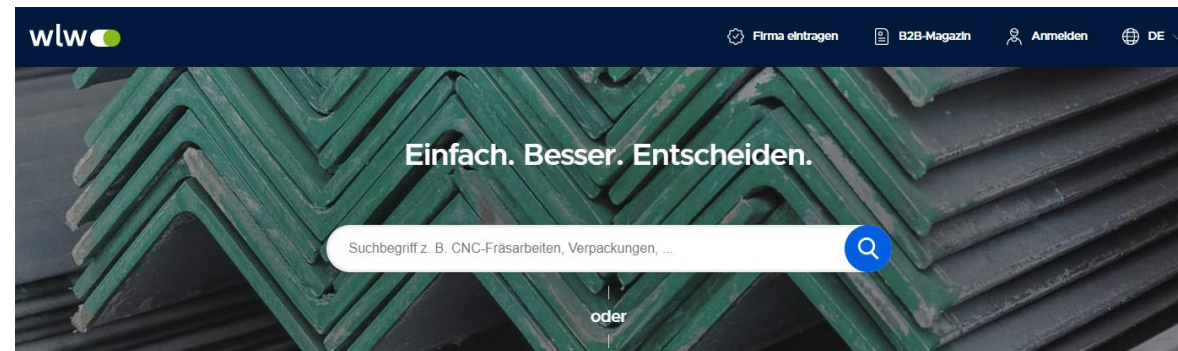 wlw
Firma eintragen
B2B-Magazin
Anmelden
DE
Einfach. Besser. Entscheiden.
Suchbegriff z. B. CNC-Fräsarbeiten, Verpackungen, ...
oder